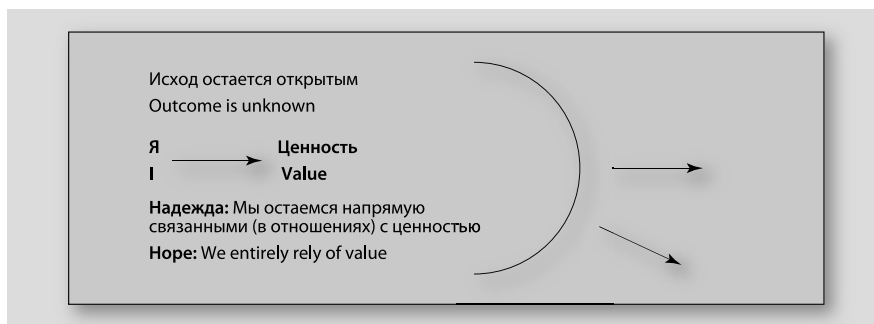 Исход остается открытым
Outcome is unknown
Я Ценность
I Value
Надежда: Мы остаемся напрямую
связанными (в отношениях) с ценностью
Hope: We entirely rely of value